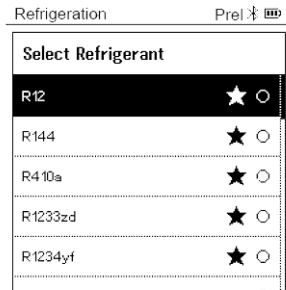 Refrigeration Prel
Select Refrigerant
R12
R144
R410a
R1233zd
R1234yf